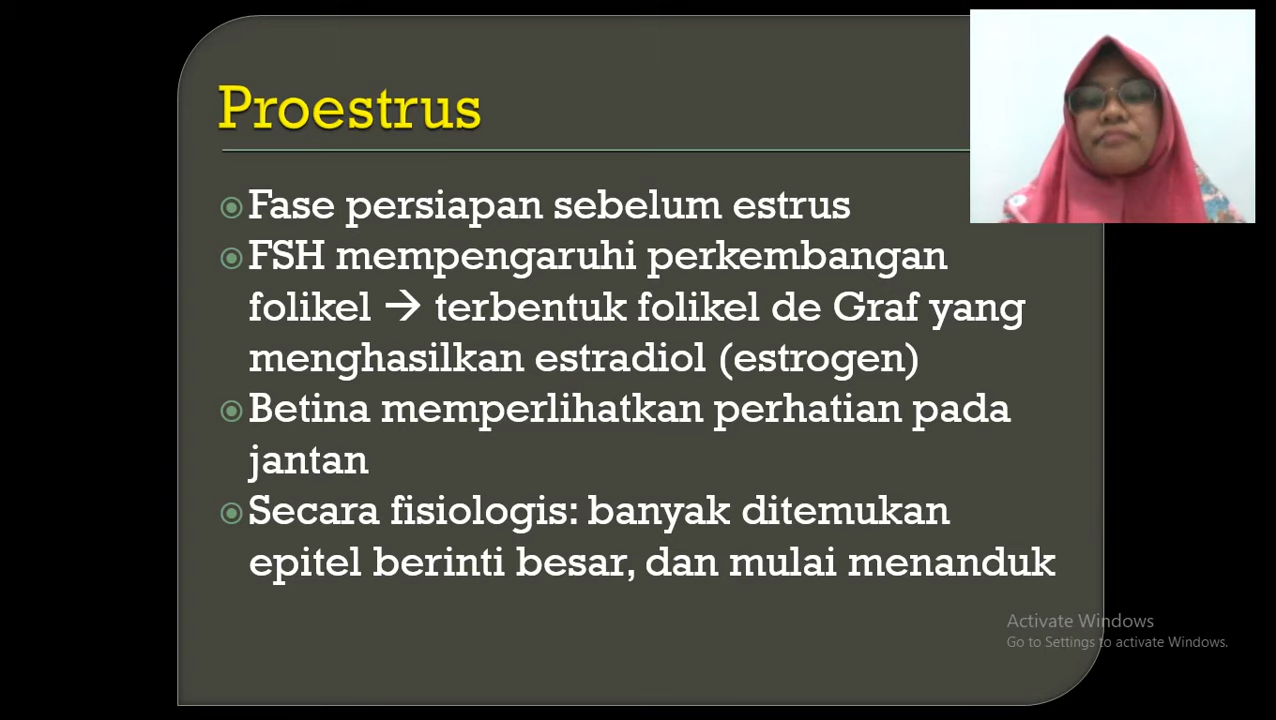 Proestrus
Fase persiapan sebelum estrus
FSH mempengaruhi perkembangan
folikel → terbentuk folikel de Graf yang
menghasilkan estradiol (estrogen)
Betina memperlihatkan perhatian pada
jantan
Secara fisiologis: banyak ditemukan
epitel berinti besar, dan mulai menanduk
Activate Windows
Go to Settings to activate Windows.